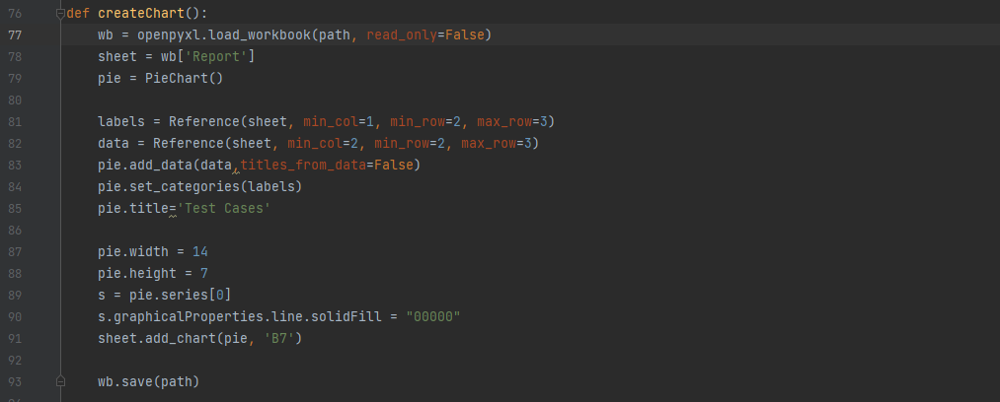 76 def createChart():
77 wb = openpyxl.load_workbook(path, read_only=False)
78 sheet = wb['Report']
79 pie = PieChart()
80
81 labels = Reference(sheet, min_col=1, min_row=2, max_row=3)
82 data = Reference(sheet, min_col=2, min_row=2, max_row=3)
83 pie.add_data(data,titles_from_data=False)
84 pie.set_categories(labels)
85 pie.title='Test Cases'
86
87 pie.width = 14
88 pie.height = 7
89 s = pie.series[0]
90 s.graphicalProperties.line.solidFill = "00000"
91 sheet.add_chart(pie, 'B7')
92
93 wb.save(path)